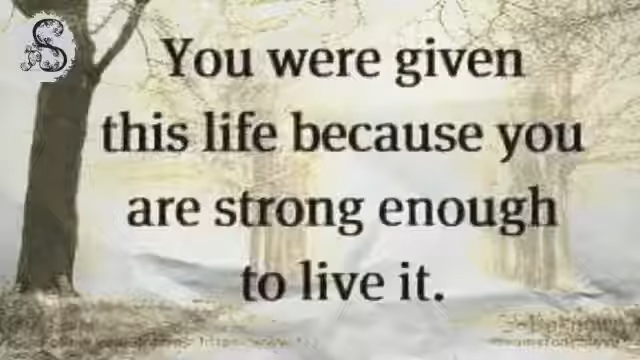 S
You were given
this life because you
are strong enough
to live it.